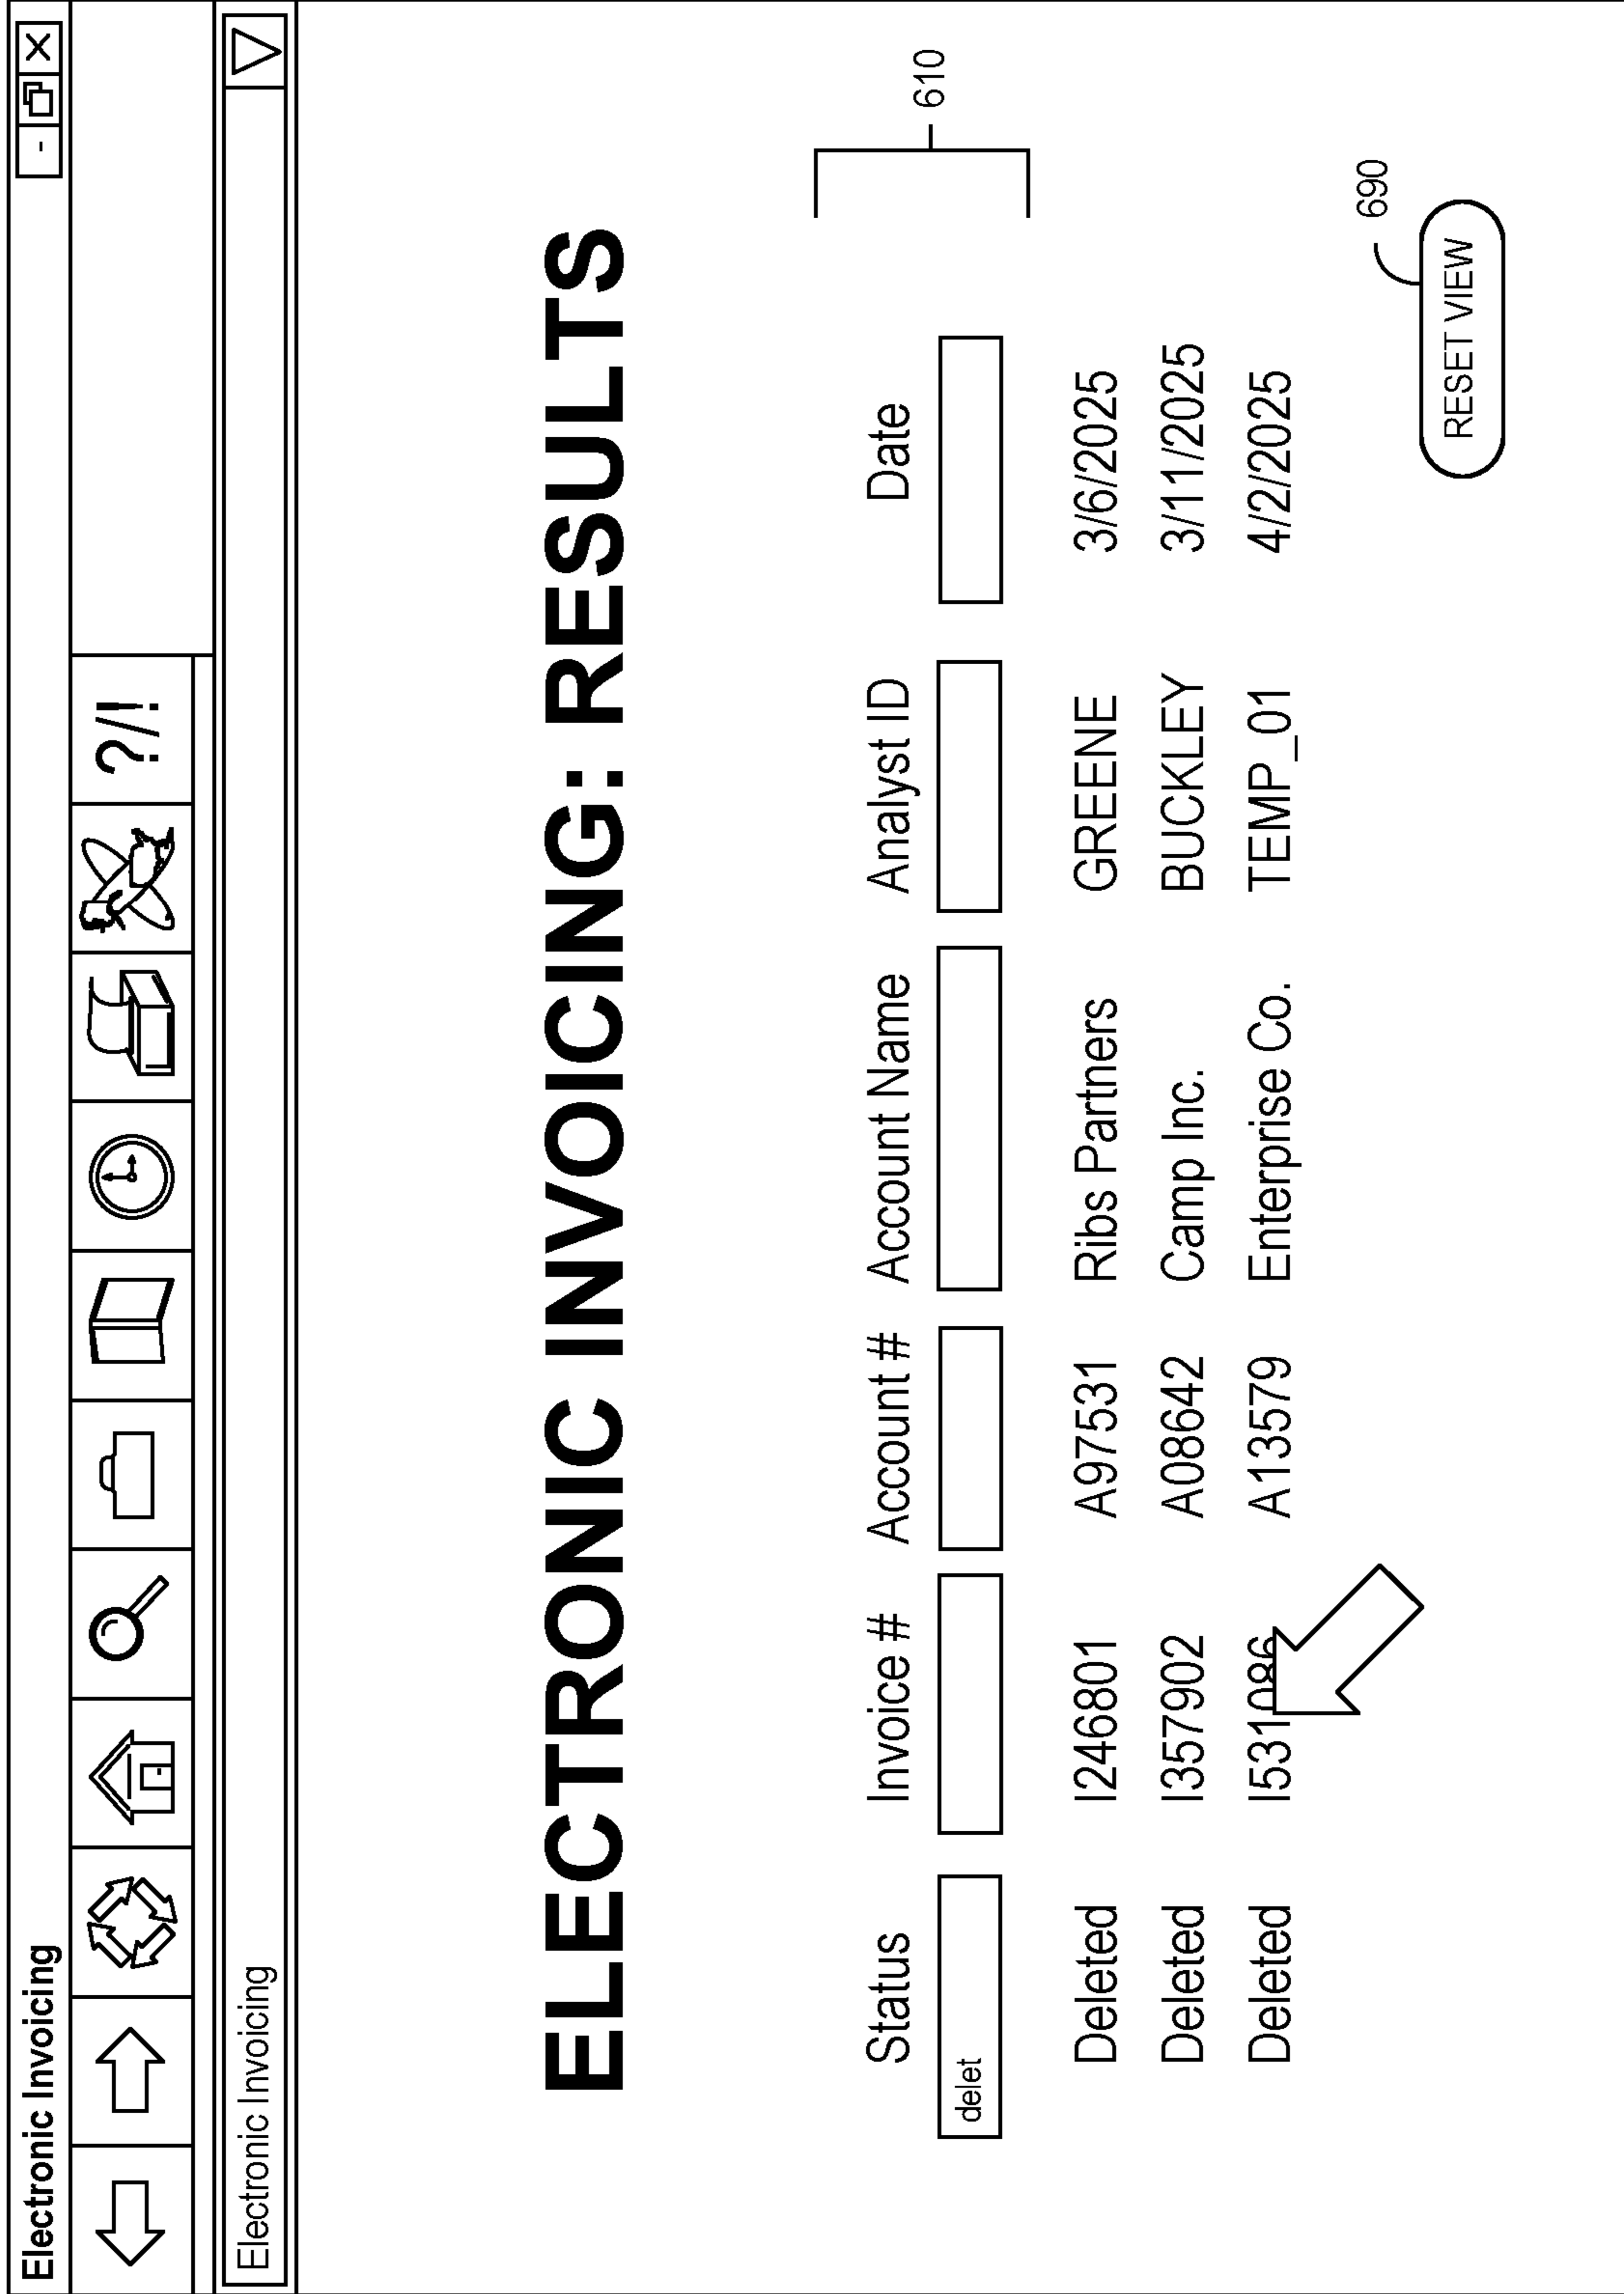 Electronic Invoicing
- X
?/!
Electronic Invoicing
ELECTRONIC INVOICING: RESULTS
Status Invoice # Account # Account Name Analyst ID Date
delet
610
Deleted I246801 A97531 Ribs Partners GREENE 3/6/2025
Deleted I357902 A08642 Camp Inc. BUCKLEY 3/11/2025
Deleted I531086 A13579 Enterprise Co. TEMP_01 4/2/2025
690
RESET VIEW